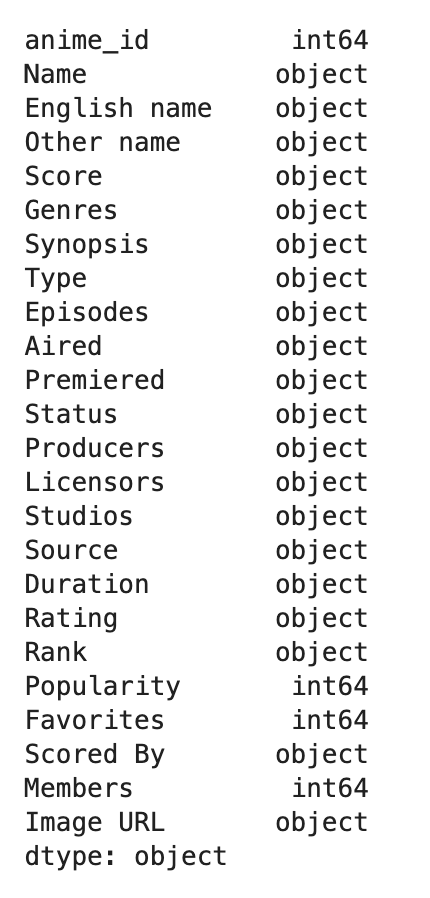 anime_id int64
Name object
English name object
Other name object
Score object
Genres object
Synopsis object
Type object
Episodes object
Aired object
Premiered object
Status object
Producers object
Licensors object
Studios object
Source object
Duration object
Rating object
Rank object
Popularity int64
Favorites int64
Scored By object
Members int64
Image URL object
dtype: object